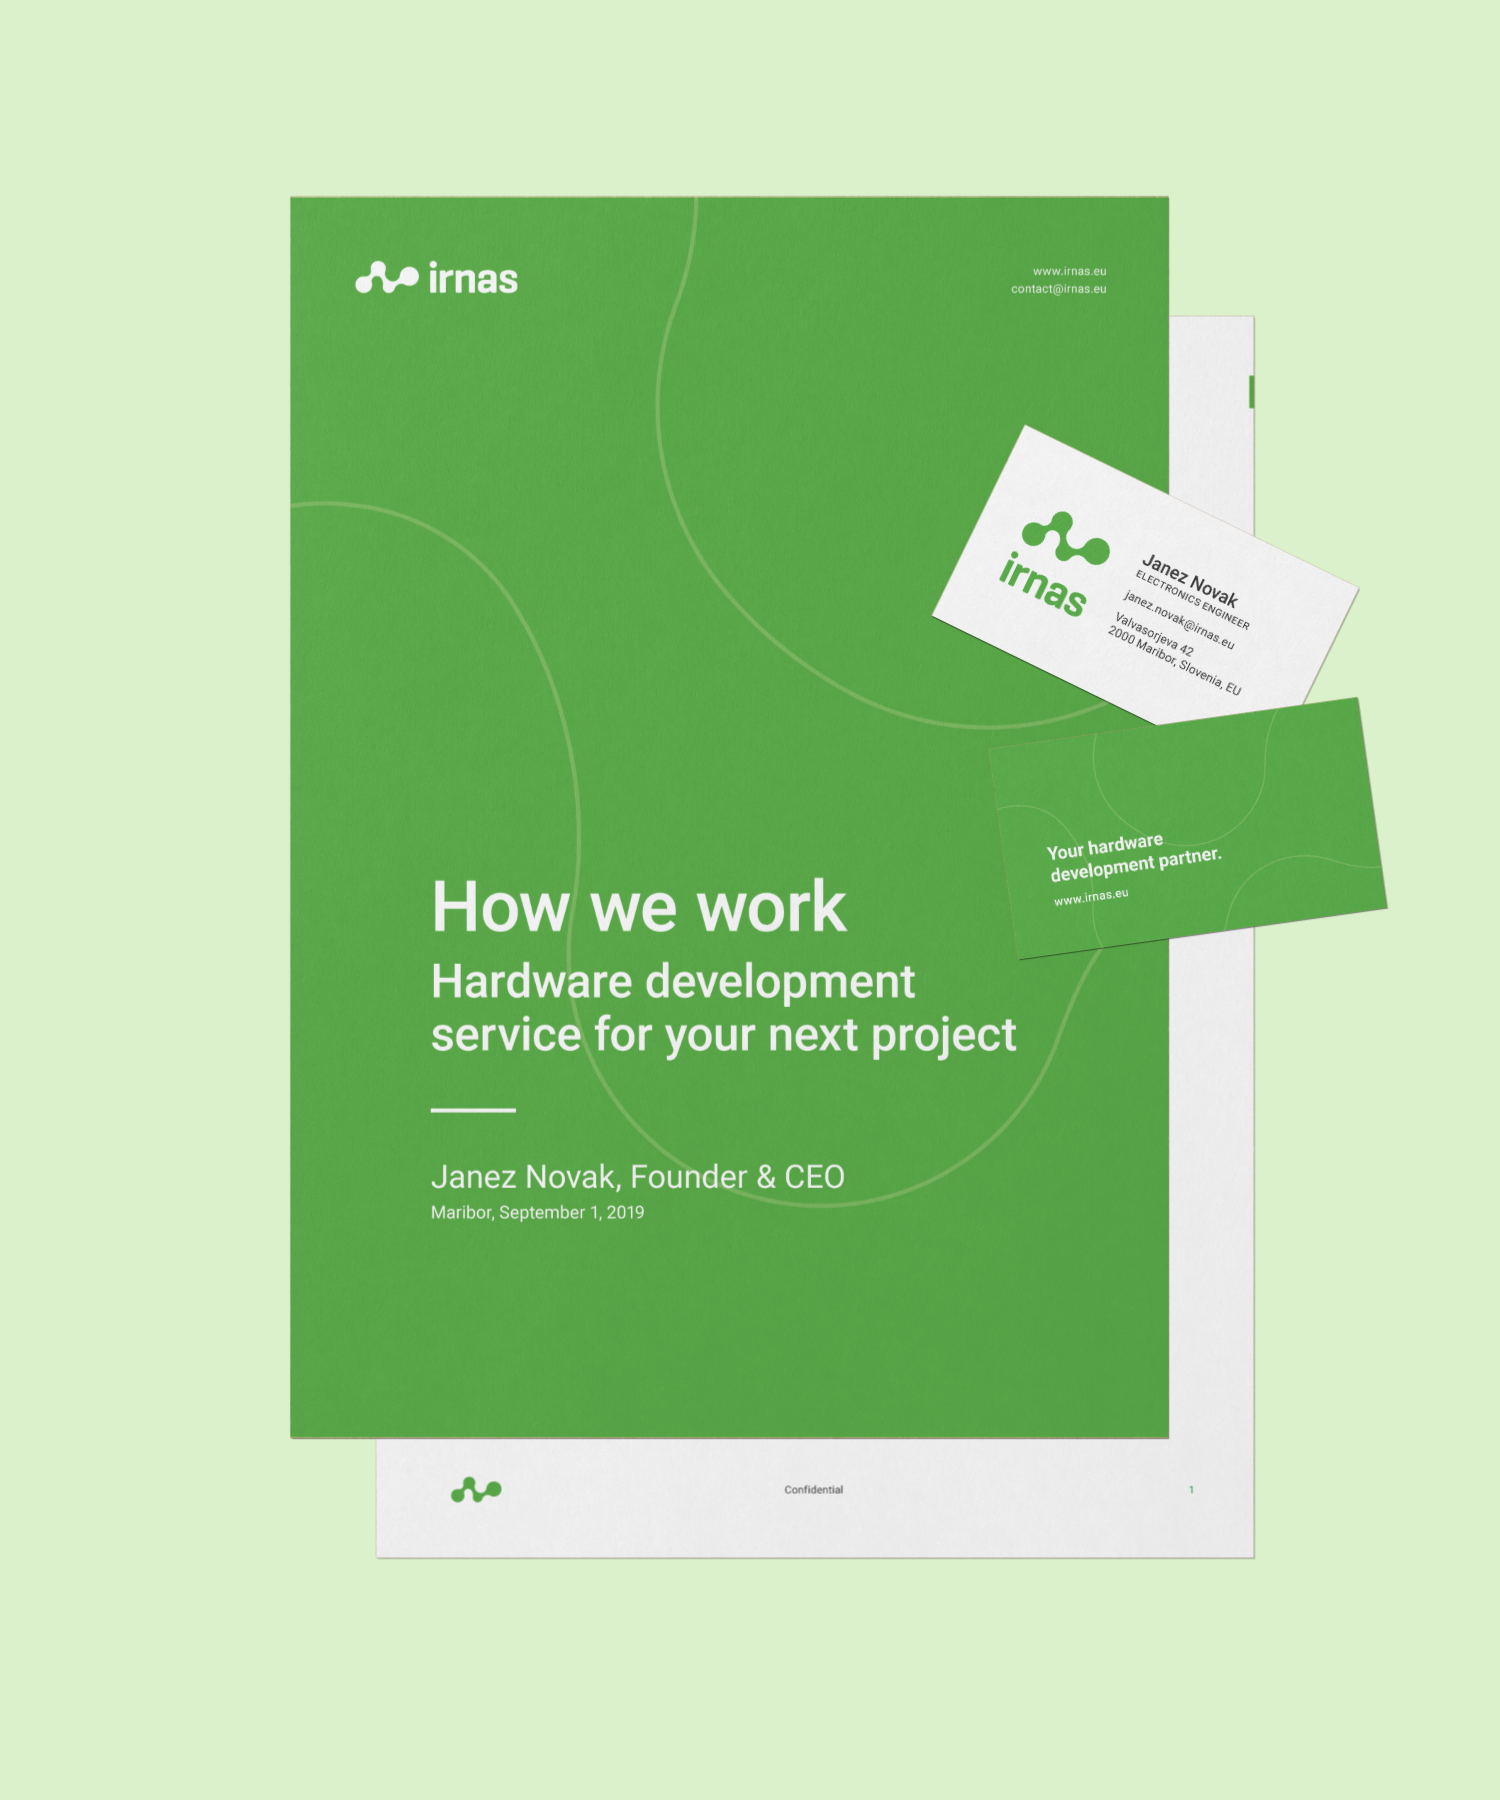 irnas
www.irnas.eu
contact@irnas.eu
irnas
Janez Novak
ELECTRONICS ENGINEER
janez.novak@irnas.eu
Valvasorjeva 42
2000 Maribor, Slovenia, EU
Your hardware
development partner.
www.irnas.eu
How we work
Hardware development
service for your next project
Janez Novak, Founder & CEO
Maribor, September 1, 2019
Confidential
1